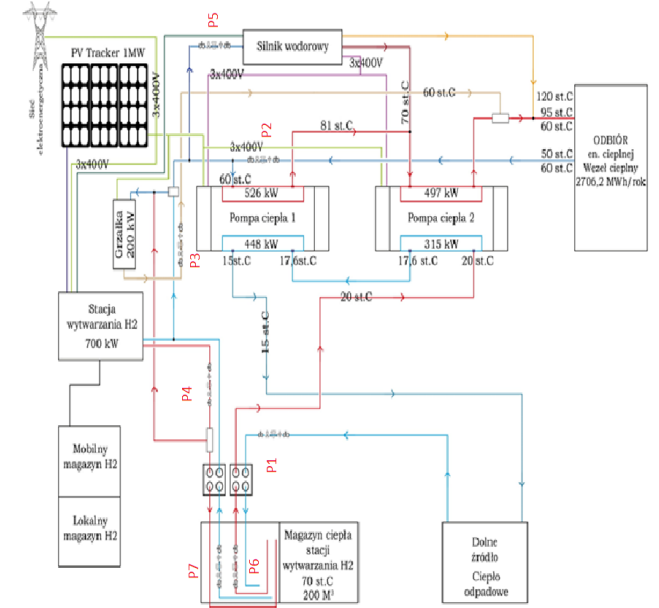 P5
Silnik wodorowy
PV Tracker 1MW
Sieć
elektroenergetyczna
3x400V
3x400V
3x400V
70 st.C
60 st.C
120 st.C
95 st.C
60 st.C
P2
81 st.C
3x400V
3x400V
ODBIÓR
en. cieplnej
Węzeł cieplny
2706,2 MWh/rok
50 st.C
60 st.C
60 st.C
526 kW
497 kW
Pompa ciepła 1
Pompa ciepła 2
448 kW
315 kW
Grzałka
200 kW
P3
15st.C
17,6st.C
17,6 st.C
20 st.C
20 st.C
15 st.C
Stacja
wytwarzania H2
700 kW
P4
Mobilny
magazyn H2
Lokalny
magazyn H2
P1
P7
P6
Magazyn ciepła
stacji
wytwarzania H2
70 st.C
200 M³
Dolne
źródło
Ciepło
odpadowe